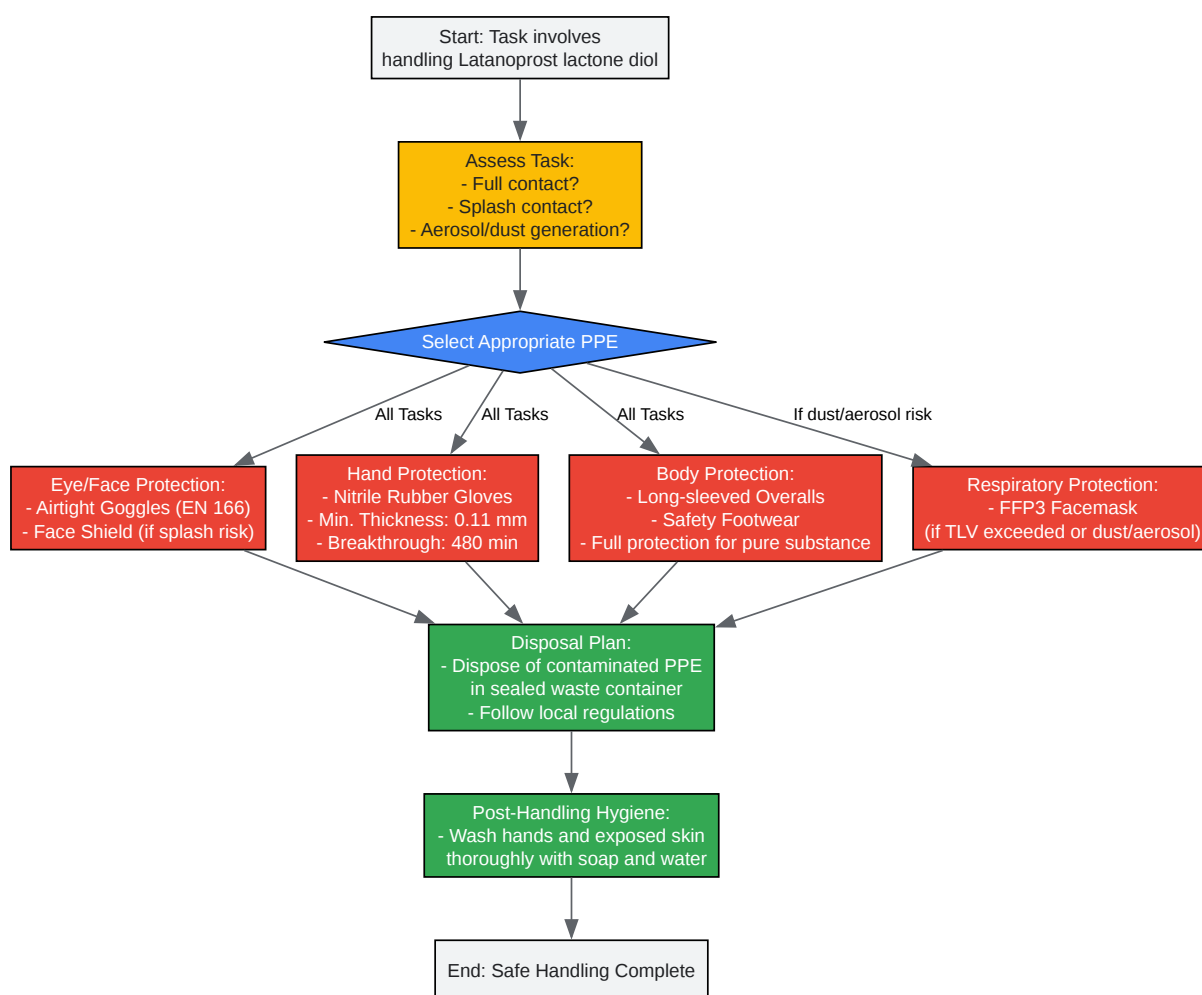 Start: Task involves
handling Latanoprost lactone diol
Assess Task:
- Full contact?
- Splash contact?
- Aerosol/dust generation?
Select Appropriate PPE
All Tasks
All Tasks
All Tasks
If dust/aerosol risk
Eye/Face Protection:
- Airtight Goggles (EN 166)
- Face Shield (if splash risk)
Hand Protection:
- Nitrile Rubber Gloves
- Min. Thickness: 0.11 mm
- Breakthrough: 480 min
Body Protection:
- Long-sleeved Overalls
- Safety Footwear
- Full protection for pure substance
Respiratory Protection:
- FFP3 Facemask
(if TLV exceeded or dust/aerosol)
Disposal Plan:
- Dispose of contaminated PPE
in sealed waste container
- Follow local regulations
Post-Handling Hygiene:
- Wash hands and exposed skin
thoroughly with soap and water
End: Safe Handling Complete